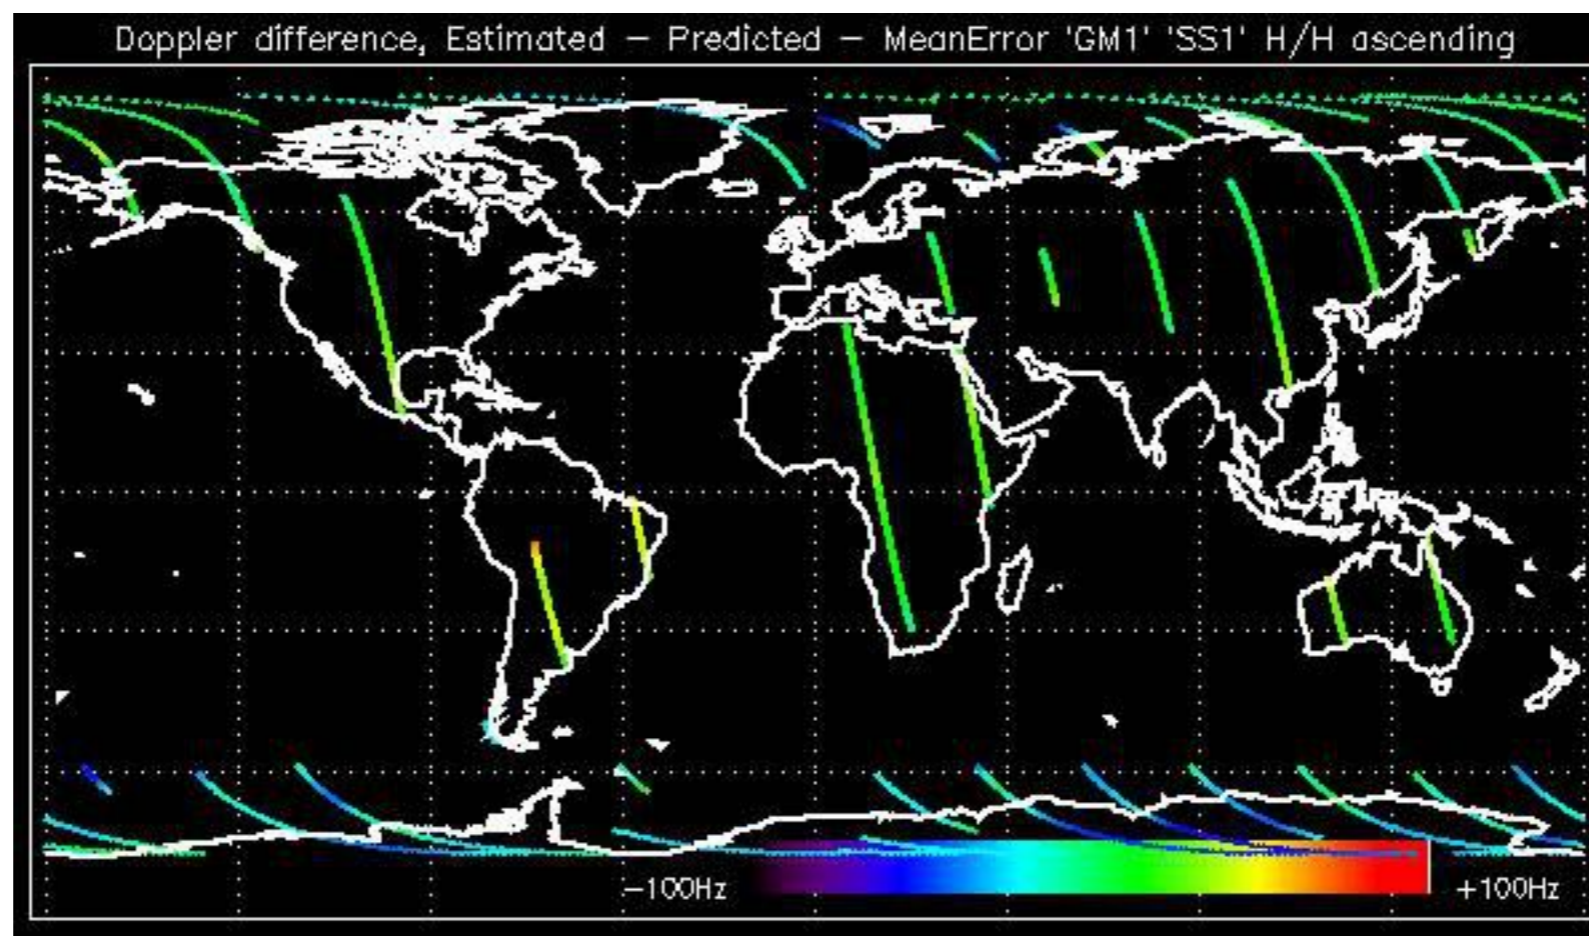 Doppler difference, Estimated – Predicted – MeanError 'GM1' 'SS1' H/H ascending
–100Hz +100Hz